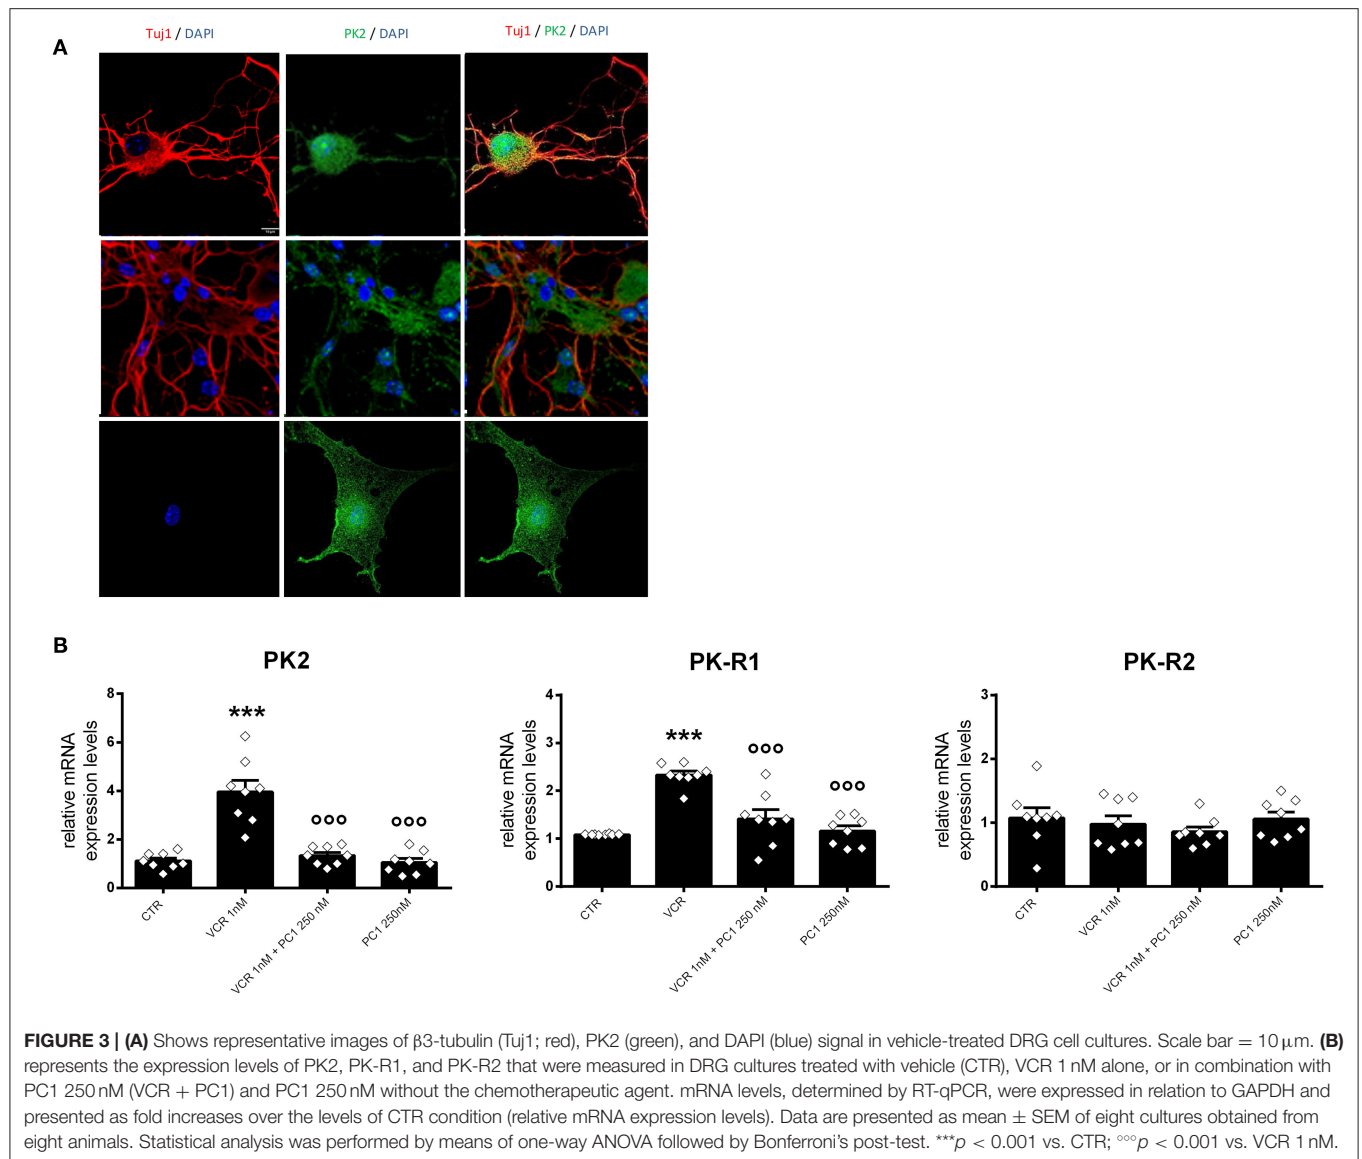 A
Tuj1 / DAPI
PK2 / DAPI
Tuj1 / PK2 / DAPI
B
PK2
relative mRNA
expression levels
8
6
4
2
0
***
°°°
°°°
CTR
VCR 1nM
VCR 1nM + PC1 250 nM
PC1 250nM
PK-R1
relative mRNA
expression levels
4
3
2
1
0
***
°°°
°°°
CTR
VCR
VCR 1nM + PC1 250 nM
PC1 250nM
PK-R2
relative mRNA
expression levels
3
2
1
0
CTR
VCR 1nM
VCR 1nM + PC1 250 nM
PC1 250nM
FIGURE 3 | (A) Shows representative images of β3-tubulin (Tuj1; red), PK2 (green), and DAPI (blue) signal in vehicle-treated DRG cell cultures. Scale bar = 10 μm. (B)
represents the expression levels of PK2, PK-R1, and PK-R2 that were measured in DRG cultures treated with vehicle (CTR), VCR 1 nM alone, or in combination with
PC1 250 nM (VCR + PC1) and PC1 250 nM without the chemotherapeutic agent. mRNA levels, determined by RT-qPCR, were expressed in relation to GAPDH and
presented as fold increases over the levels of CTR condition (relative mRNA expression levels). Data are presented as mean ± SEM of eight cultures obtained from
eight animals. Statistical analysis was performed by means of one-way ANOVA followed by Bonferroni's post-test. ***p < 0.001 vs. CTR; °°°p < 0.001 vs. VCR 1 nM.